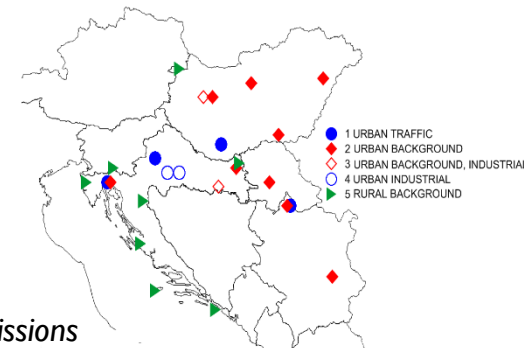 1 URBAN TRAFFIC
2 URBAN BACKGROUND
3 URBAN BACKGROUND, INDUSTRIAL
4 URBAN INDUSTRIAL
5 RURAL BACKGROUND
issions